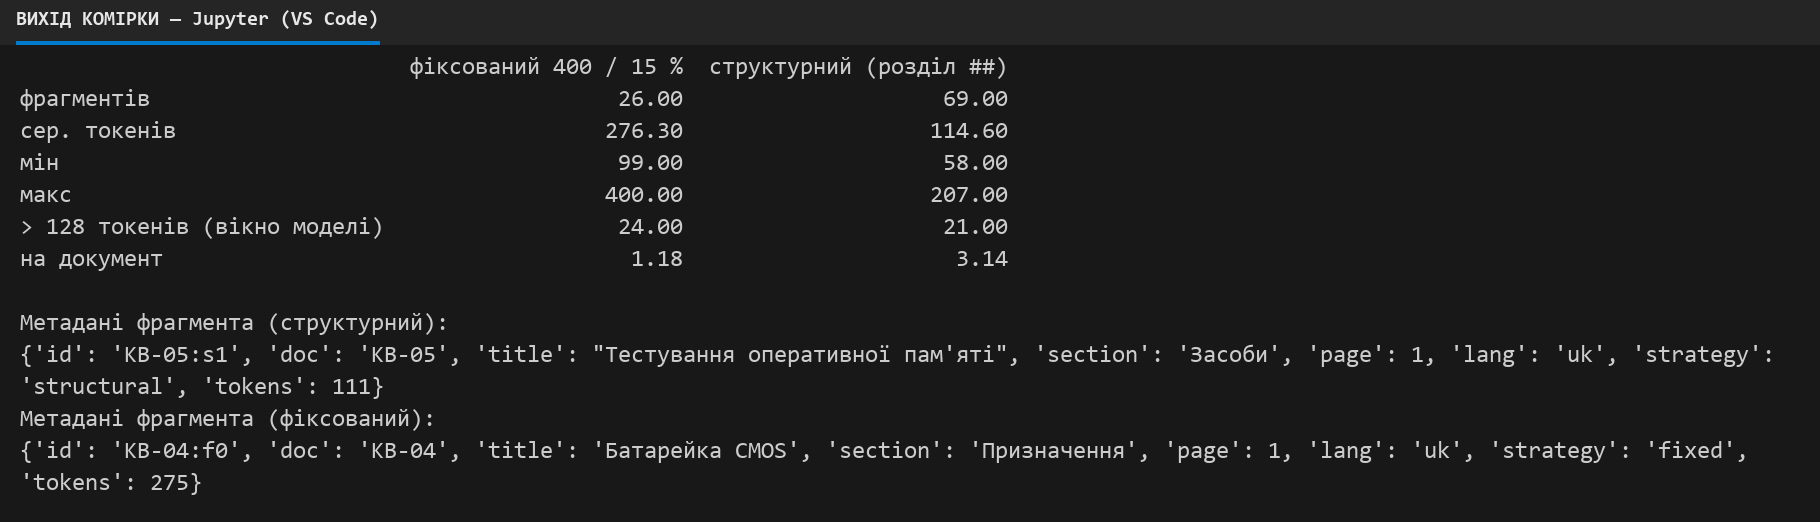 ВИХІД КОМІРКИ — Jupyter (VS Code)
фіксований 400 / 15 %  структурний (розділ ##)
фрагментів 26.00 69.00
сер. токенів 276.30 114.60
мін 99.00 58.00
макс 400.00 207.00
> 128 токенів (вікно моделі) 24.00 21.00
на документ 1.18 3.14
Метадані фрагмента (структурний):
{'id': 'KB-05:s1', 'doc': 'KB-05', 'title': "Тестування оперативної пам'яті", 'section': 'Засоби', 'page': 1, 'lang': 'uk', 'strategy':
'structural', 'tokens': 111}
Метадані фрагмента (фіксований):
{'id': 'KB-04:f0', 'doc': 'KB-04', 'title': 'Батарейка CMOS', 'section': 'Призначення', 'page': 1, 'lang': 'uk', 'strategy': 'fixed',
'tokens': 275}